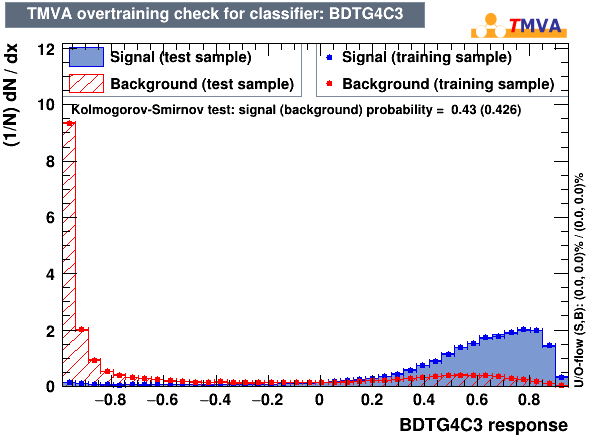 TMVA overtraining check for classifier: BDTG4C3
TMVA
Signal (test sample)
Background (test sample)
Signal (training sample)
Background (training sample)
Kolmogorov-Smirnov test: signal (background) probability = 0.43 (0.426)
(1/N) dN / dx
12
10
8
6
4
2
0
−0.8 −0.6 −0.4 −0.2 0 0.2 0.4 0.6 0.8
BDTG4C3 response
U/O-flow (S,B): (0.0, 0.0)% / (0.0, 0.0)%